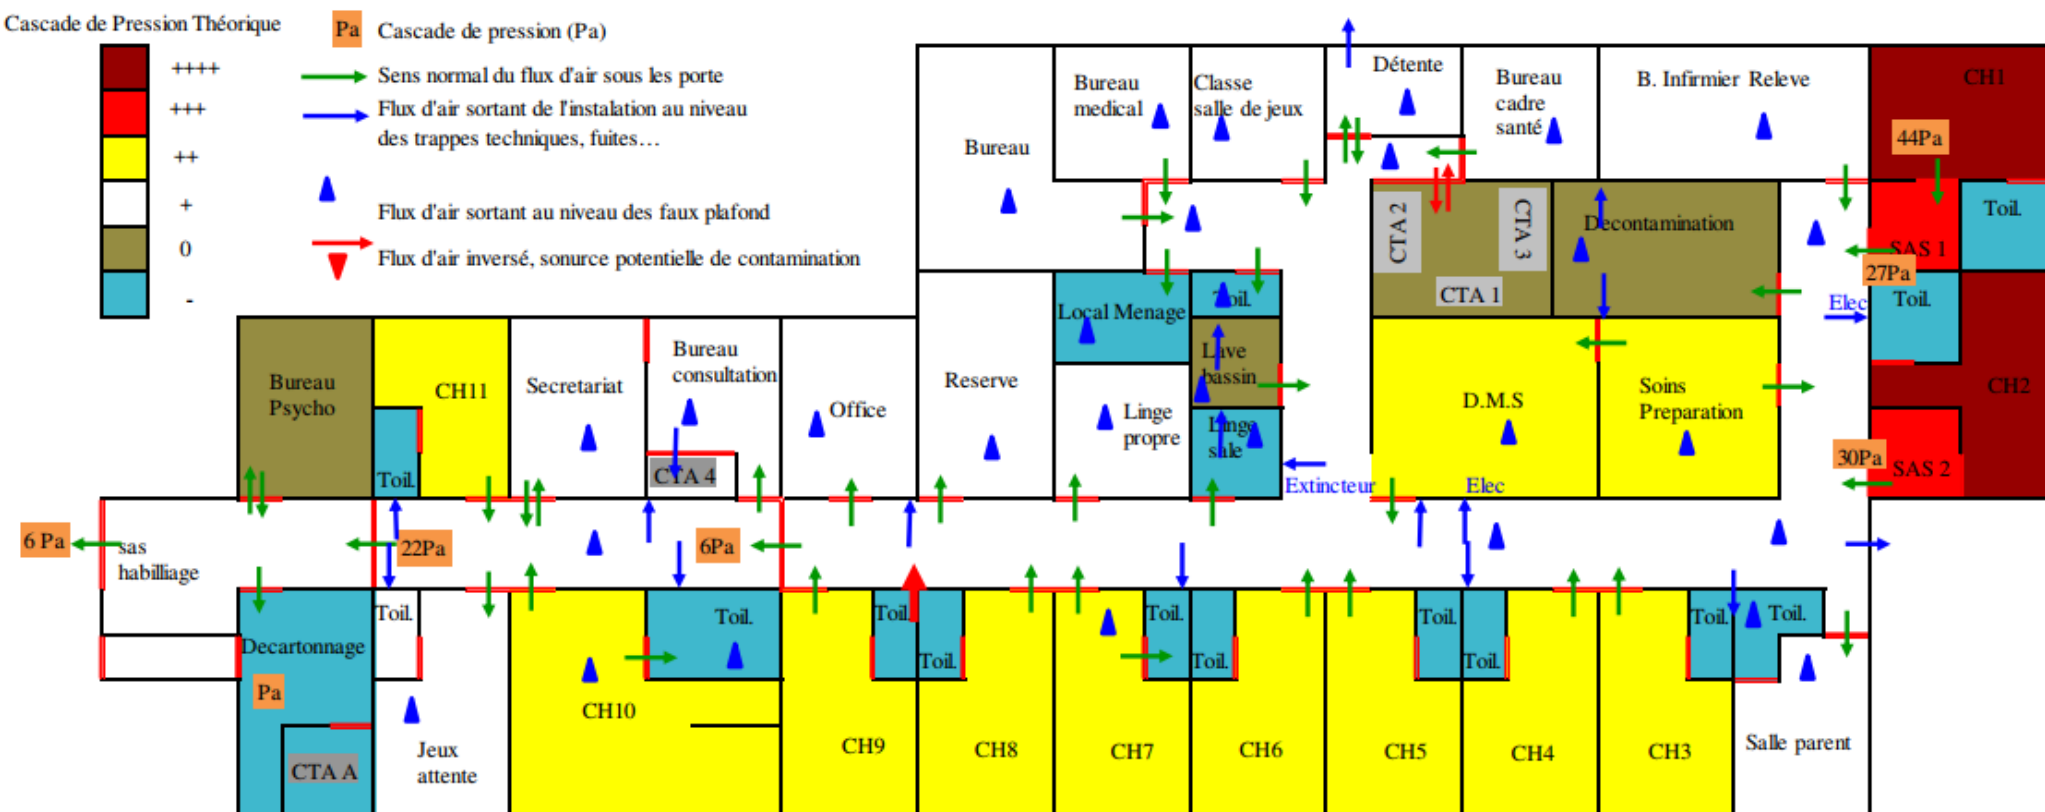 Cascade de Pression Théorique
++++
+++
++
+
0
-
Pa Cascade de pression (Pa)
Sens normal du flux d'air sous les porte
Flux d'air sortant de l'instalation au niveau
des trappes techniques, fuites…
Flux d'air sortant au niveau des faux plafond
Flux d'air inversé, sonurce potentielle de contamination
Bureau
Bureau
medical
Classe
salle de jeux
Détente
Bureau
cadre
santé
B. Infirmier Releve
CH1
44Pa
CTA 2
CTA 3
CTA 1
Decontamination
Toil.
SAS 1
27Pa
Elec
Toil.
CH2
30Pa
SAS 2
Local Menage
Toil.
Lave
bassin
Linge
propre
Linge
sale
Extincteur
Elec
D.M.S
Soins
Preparation
Bureau
Psycho
CH11
Toil.
Secretariat
Bureau
consultation
CTA 4
Office
Reserve
6 Pa
sas
habilliage
22Pa
6Pa
Decartonnage
Pa
CTA A
Toil.
Jeux
attente
CH10
Toil.
CH9
Toil.
Toil.
CH8
CH7
Toil.
Toil.
CH6
CH5
Toil.
Toil.
CH4
CH3
Toil.
Toil.
Salle parent